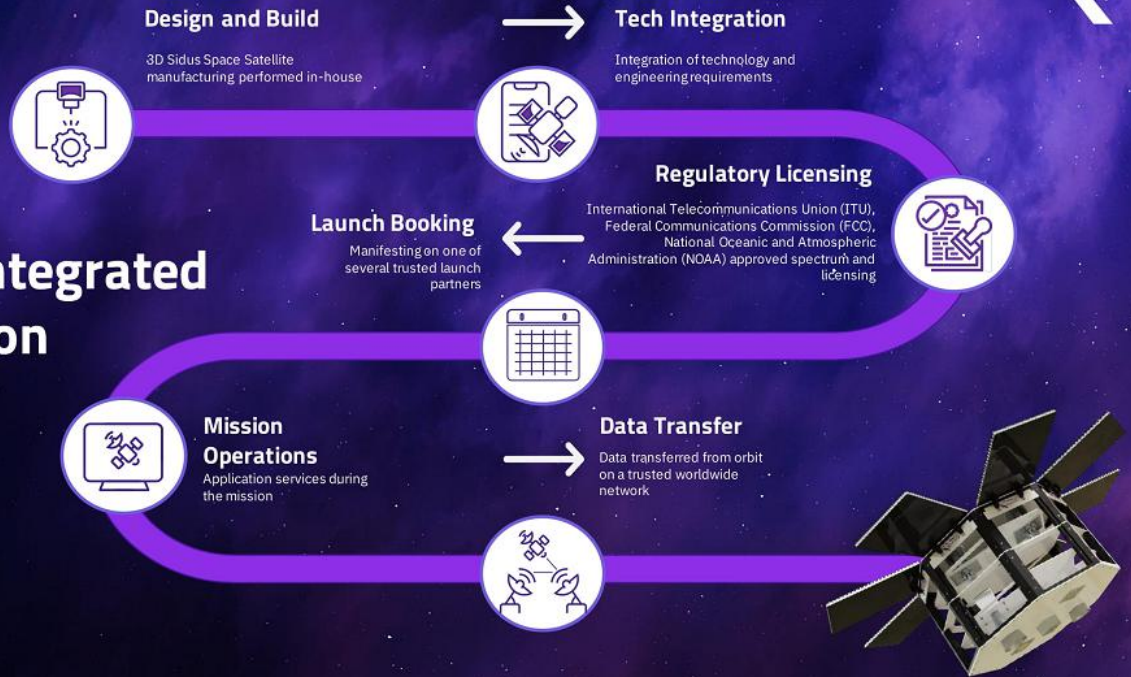 Design and Build
3D Sidus Space Satellite
manufacturing performed in-house
Tech Integration
Integration of technology and
engineering requirements
Regulatory Licensing
International Telecommunications Union (ITU),
Federal Communications Commission (FCC),
National Oceanic and Atmospheric
Administration (NOAA) approved spectrum and
licensing
Launch Booking
Manifesting on one of
several trusted launch
partners
ntegrated
on
Mission
Operations
Application services during
the mission
Data Transfer
Data transferred from orbit
on a trusted worldwide
network